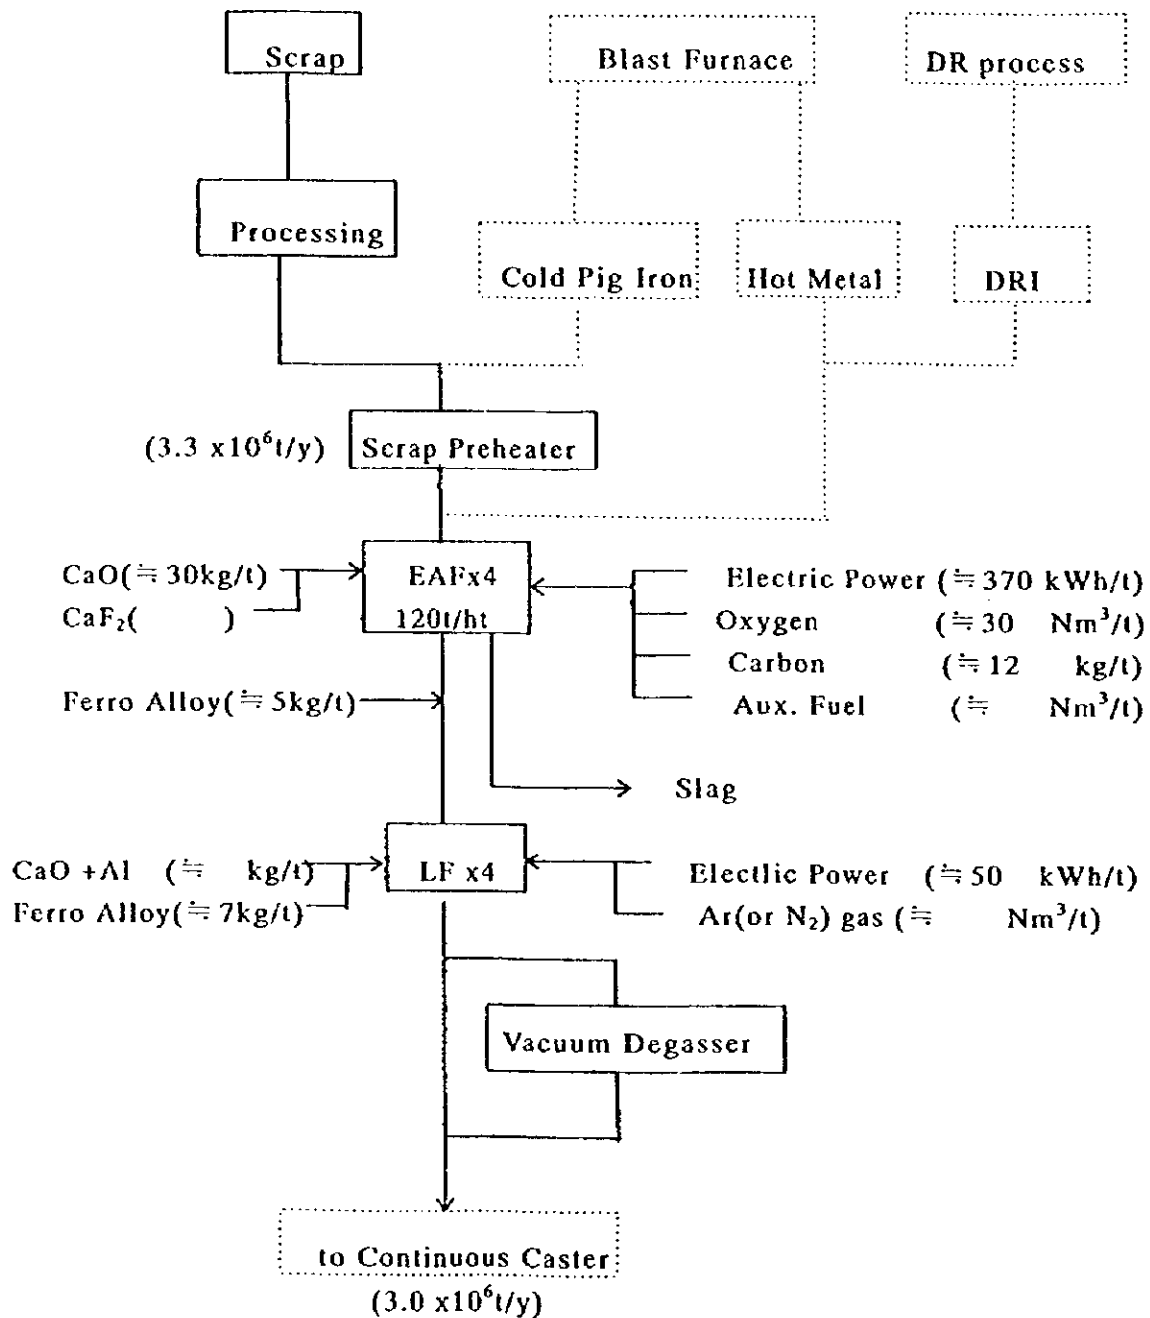 Scrap
Blast Furnace
DR process
Processing
Cold Pig Iron
Hot Metal
DRI
(3.3 x10⁶t/y)
Scrap Preheater
CaO(≒30kg/t)
CaF₂( )
EAFx4
120t/ht
Electric Power (≒370 kWh/t)
Oxygen (≒30 Nm³/t)
Carbon (≒12 kg/t)
Aux. Fuel (≒ Nm³/t)
Ferro Alloy(≒5kg/t)
Slag
CaO +Al (≒ kg/t)
Ferro Alloy(≒7kg/t)
LF x4
Electlic Power (≒50 kWh/t)
Ar(or N₂) gas (≒ Nm³/t)
Vacuum Degasser
to Continuous Caster
(3.0 x10⁶t/y)